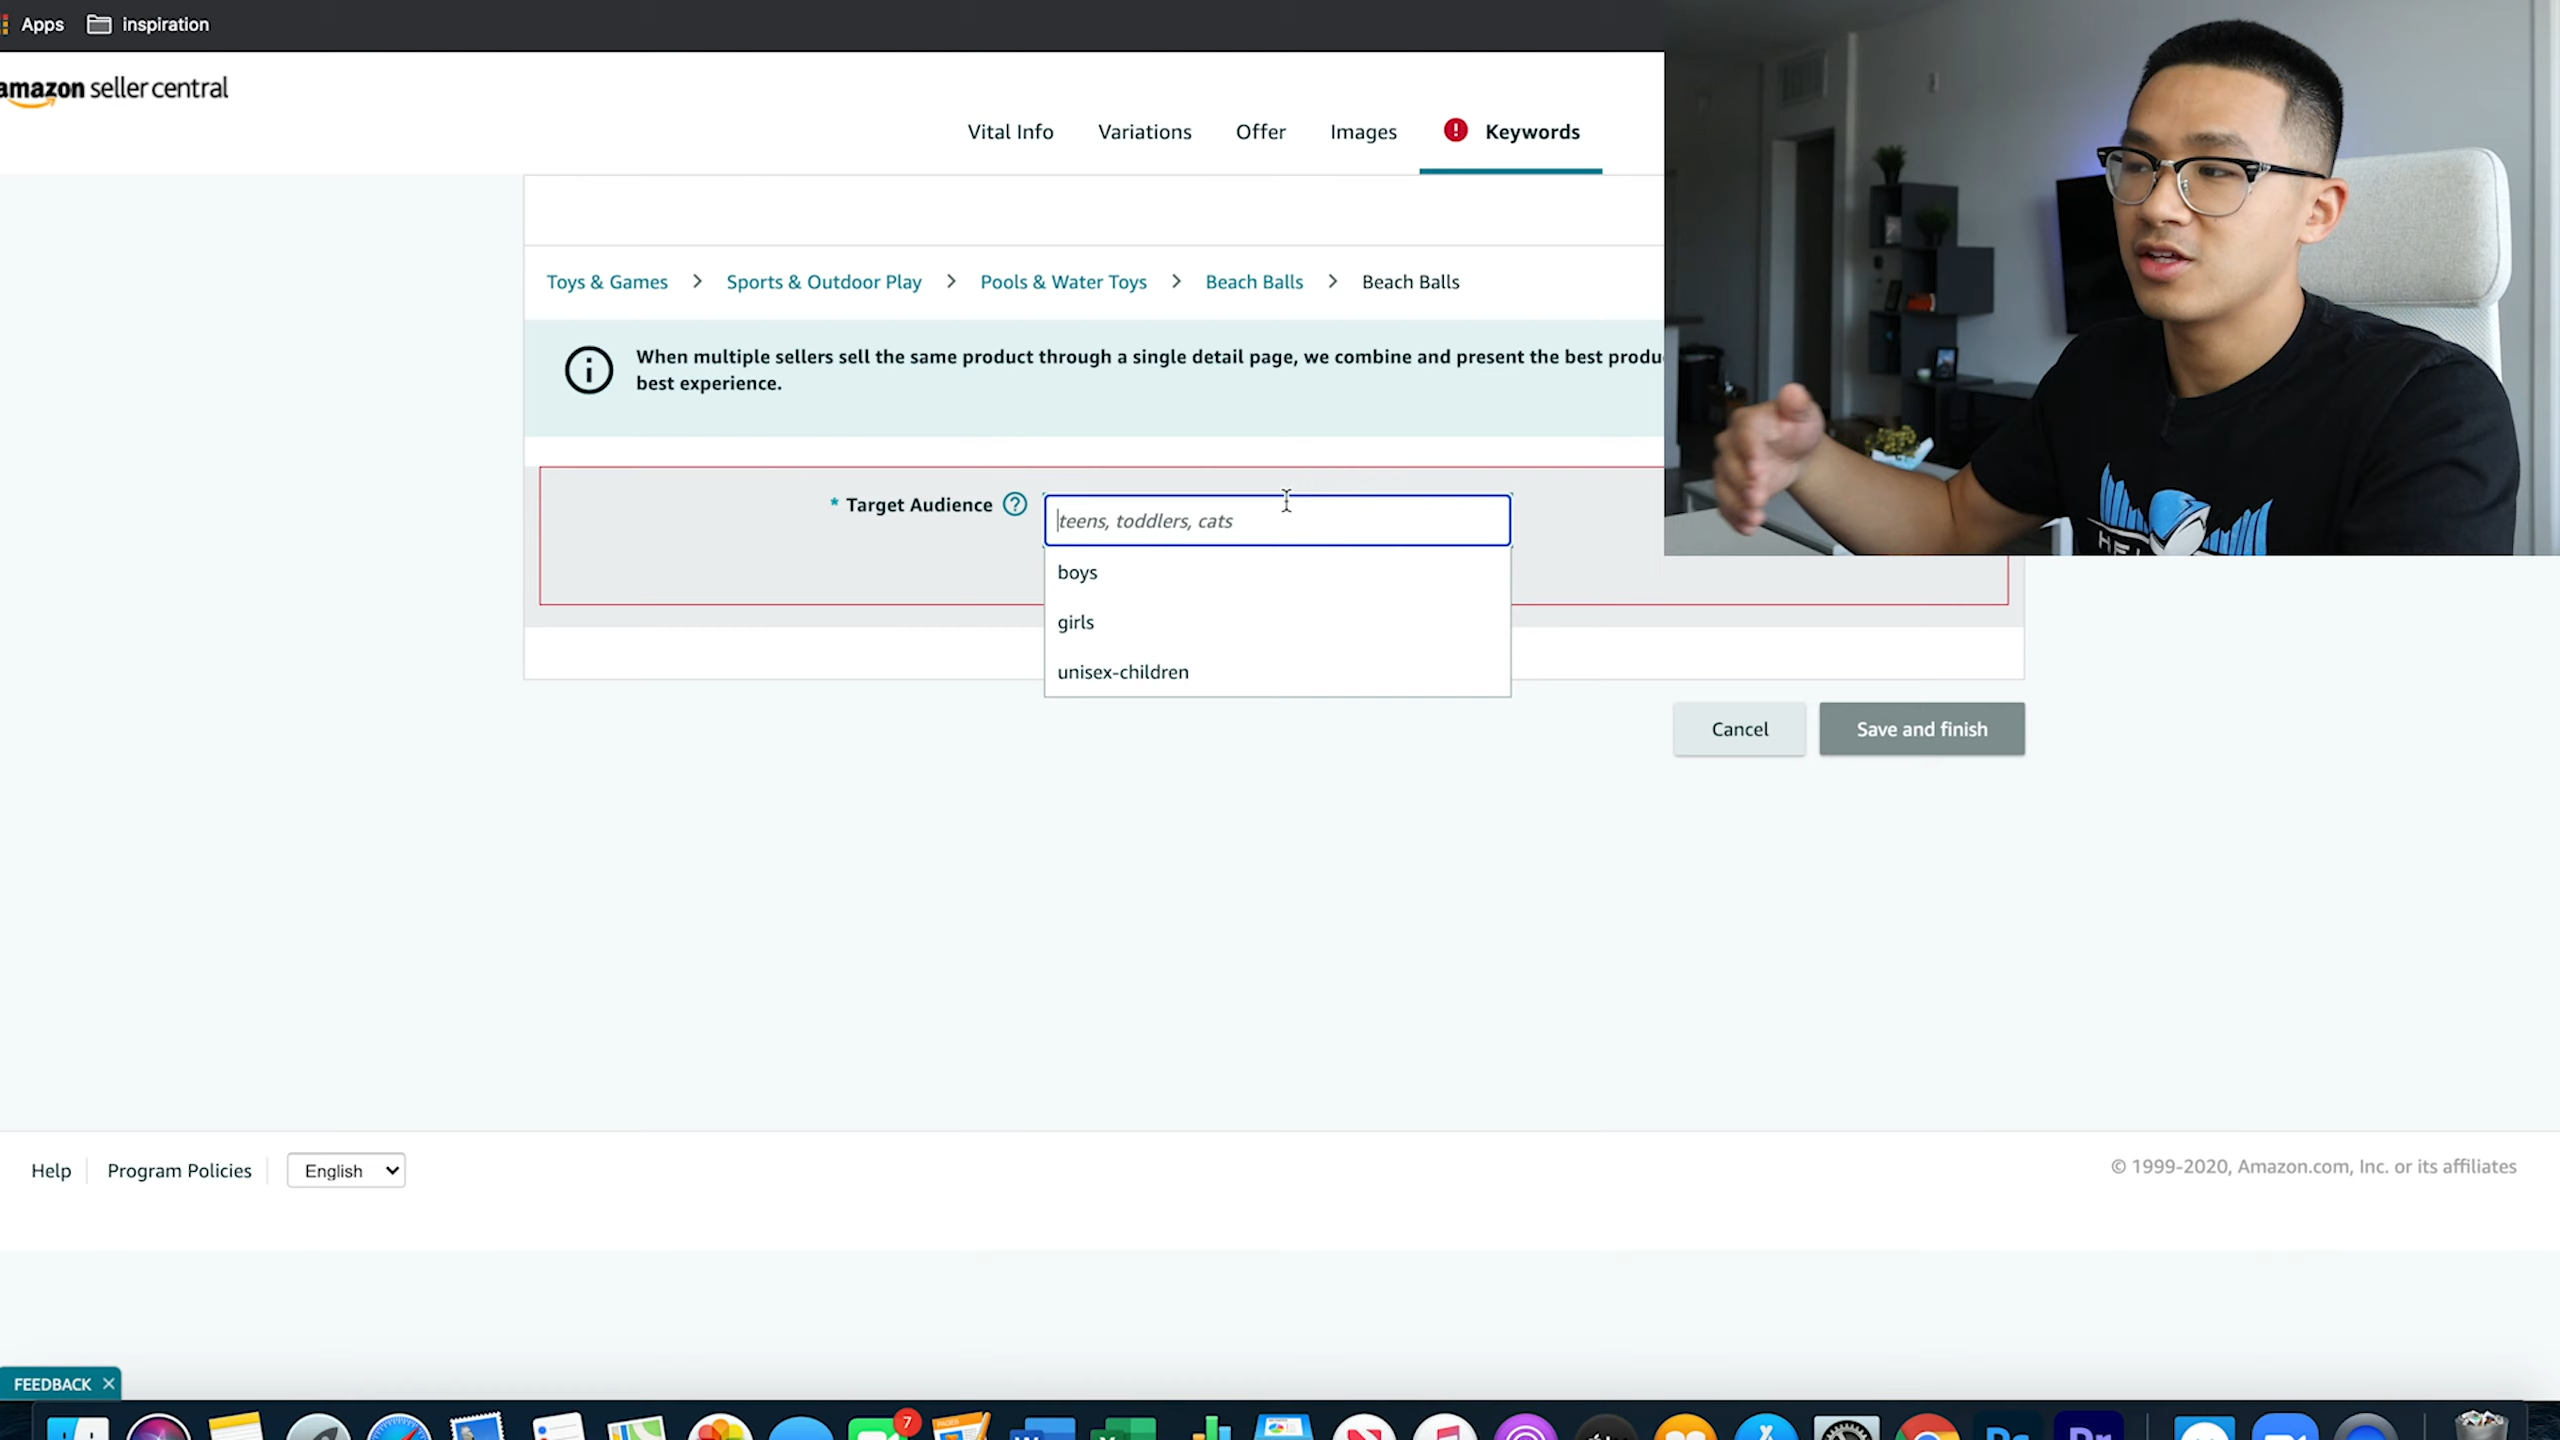 Apps
inspiration
amazon seller central
Vital Info
Variations
Offer
Images
Keywords
Toys & Games > Sports & Outdoor Play > Pools & Water Toys > Beach Balls > Beach Balls
When multiple sellers sell the same product through a single detail page, we combine and present the best
best experience.
* Target Audience
teens, toddlers, cats
boys
girls
unisex-children
Cancel
Save and finish
Help
Program Policies
English
© 1999-2020, Amazon.com, Inc. or its affiliates
FEEDBACK
7
PAGES